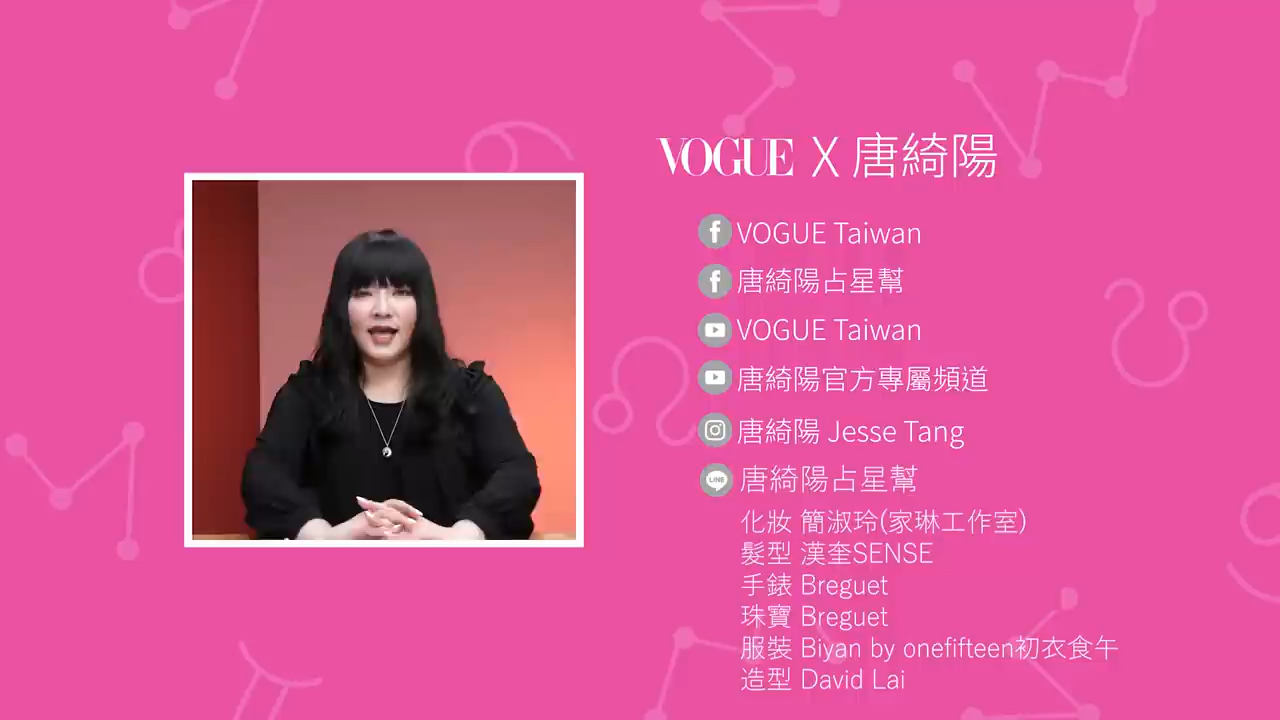 VOGUE X 唐綺陽
VOGUE Taiwan
唐綺陽占星幫
VOGUE Taiwan
唐綺陽官方專屬頻道
唐綺陽 Jesse Tang
LINE 唐綺陽占星幫
化妝 簡淑玲(家琳工作室)
髮型 漢奎SENSE
手錶 Breguet
珠寶 Breguet
服裝 Biyan by onefifteen初衣食午
造型 David Lai